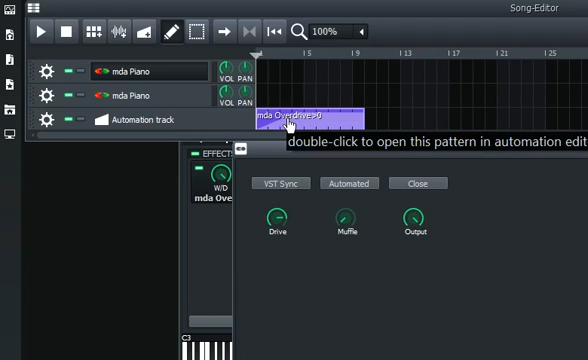 Song-Editor
100%
1 5 9 13 17 21 25
mda Piano
VOL PAN
mda Piano
VOL PAN
Automation track
mda Overdrive>0
double-click to open this pattern in automation edit
EFFECTS
W/D
mda Ove
VST Sync Automated Close
Drive Muffle Output
C3